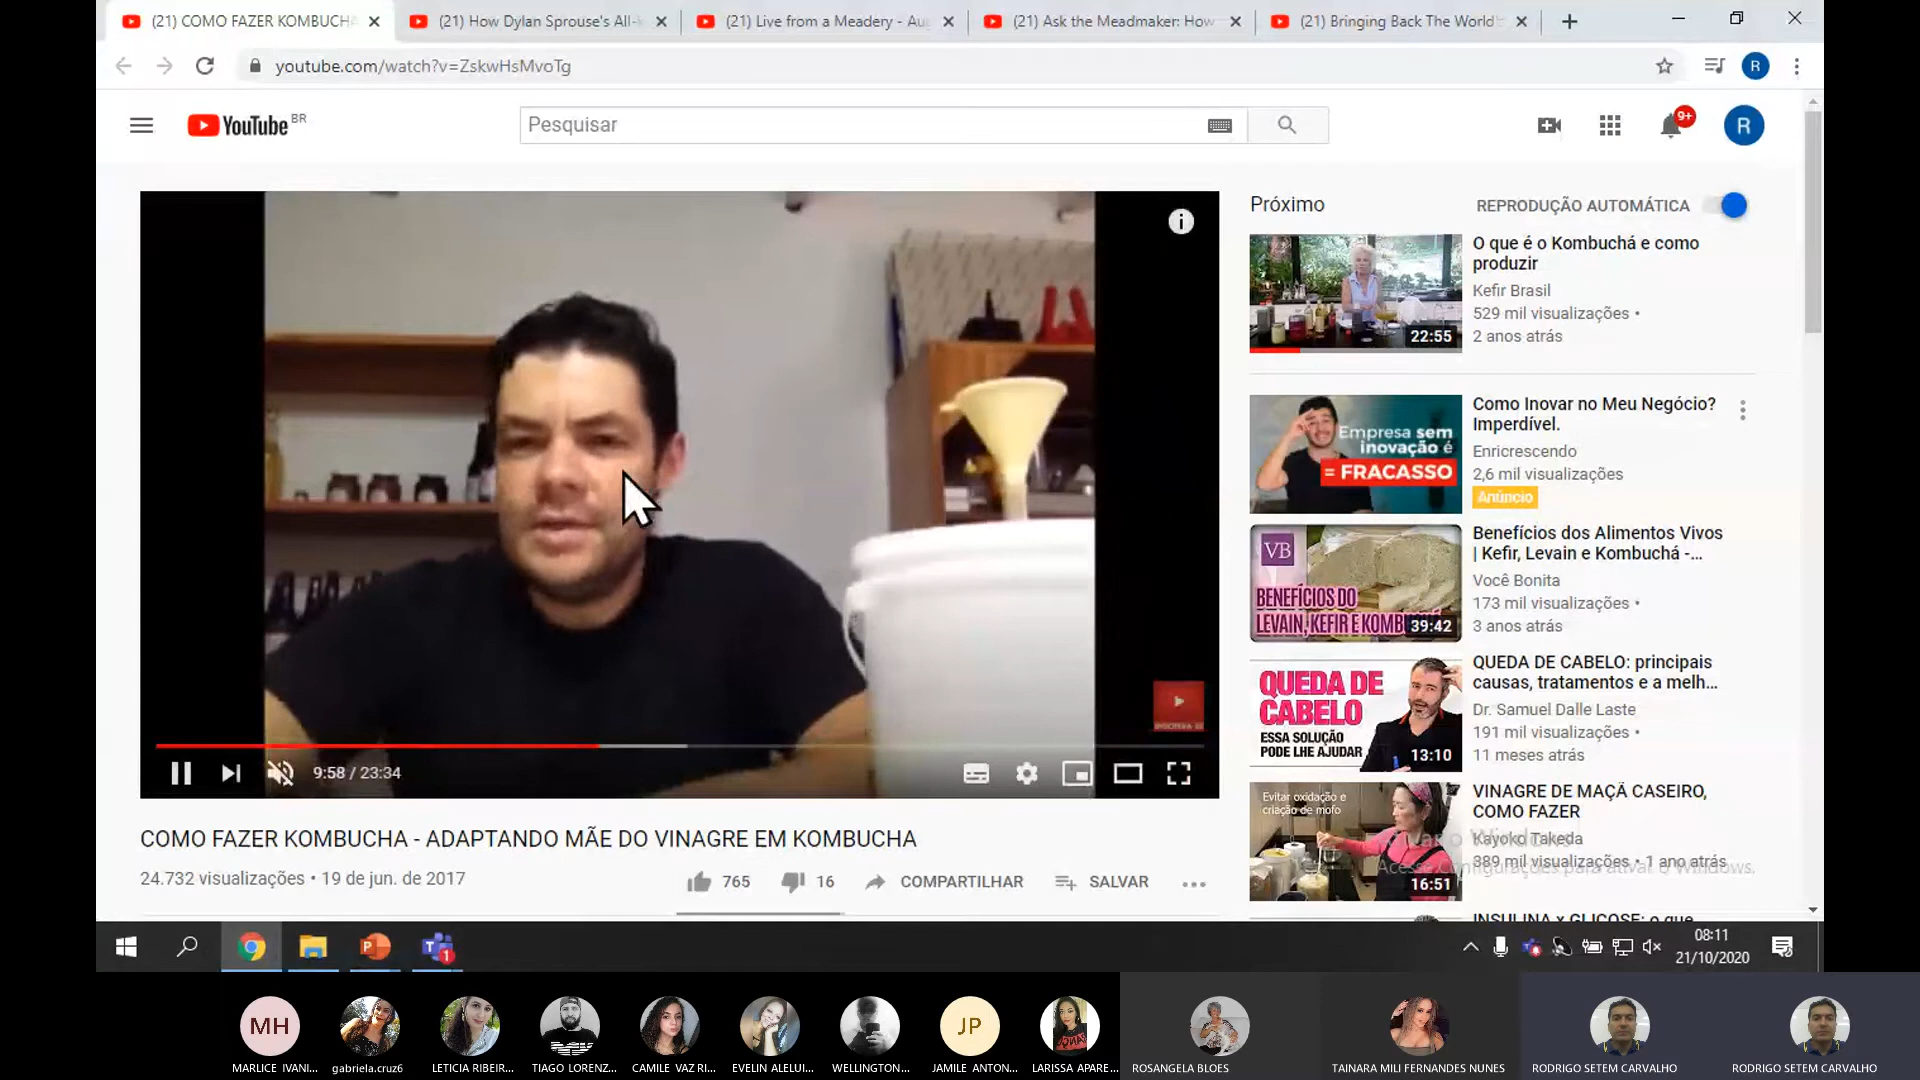 (21) COMO FAZER KOMBUCHA
(21) How Dylan Sprouse's All-
(21) Live from a Meadery - Au
(21) Ask the Meadmaker: How
(21) Bringing Back The World'
youtube.com/watch?v=ZskwHsMvoTg
R
YouTube BR
Pesquisar
9+
R
Próximo
REPRODUÇÃO AUTOMÁTICA
O que é o Kombuchá e como
produzir
Kefir Brasil
529 mil visualizações •
2 anos atrás
22:55
Empresa sem
inovação é
= FRACASSO
Como Inovar no Meu Negócio?
Imperdível.
Enricrescendo
2,6 mil visualizações
Anúncio
VB
BENEFÍCIOS DO
LEVAIN, KEFIR E KOMB
39:42
Benefícios dos Alimentos Vivos
| Kefir, Levain e Kombuchá -...
Você Bonita
173 mil visualizações •
3 anos atrás
QUEDA DE
CABELO:
ESSA SOLUÇÃO
PODE LHE AJUDAR
13:10
QUEDA DE CABELO: principais
causas, tratamentos e a melh...
Dr. Samuel Dalle Laste
191 mil visualizações •
11 meses atrás
Evitar oxidação e
criação de mofo
16:51
VINAGRE DE MAÇÃ CASEIRO,
COMO FAZER
Kayoko Takeda
389 mil visualizações • 1 ano atrás
INSULINA x GLICOSE: o que
INSCREVA-SE
9:58 / 23:34
COMO FAZER KOMBUCHA - ADAPTANDO MÃE DO VINAGRE EM KOMBUCHA
24.732 visualizações • 19 de jun. de 2017
765
16
COMPARTILHAR
SALVAR
Acesse Configurações para ativar o Windows.
1
08:11
21/10/2020
MH
JP
MARLICE IVANI...
gabriela.cruz6
LETICIA RIBEIR...
TIAGO LORENZ...
CAMILE VAZ RI...
EVELIN ALELUI...
WELLINGTON...
JAMILE ANTON...
LARISSA APARE...
ROSANGELA BLOES
TAINARA MILI FERNANDES NUNES
RODRIGO SETEM CARVALHO
RODRIGO SETEM CARVALHO